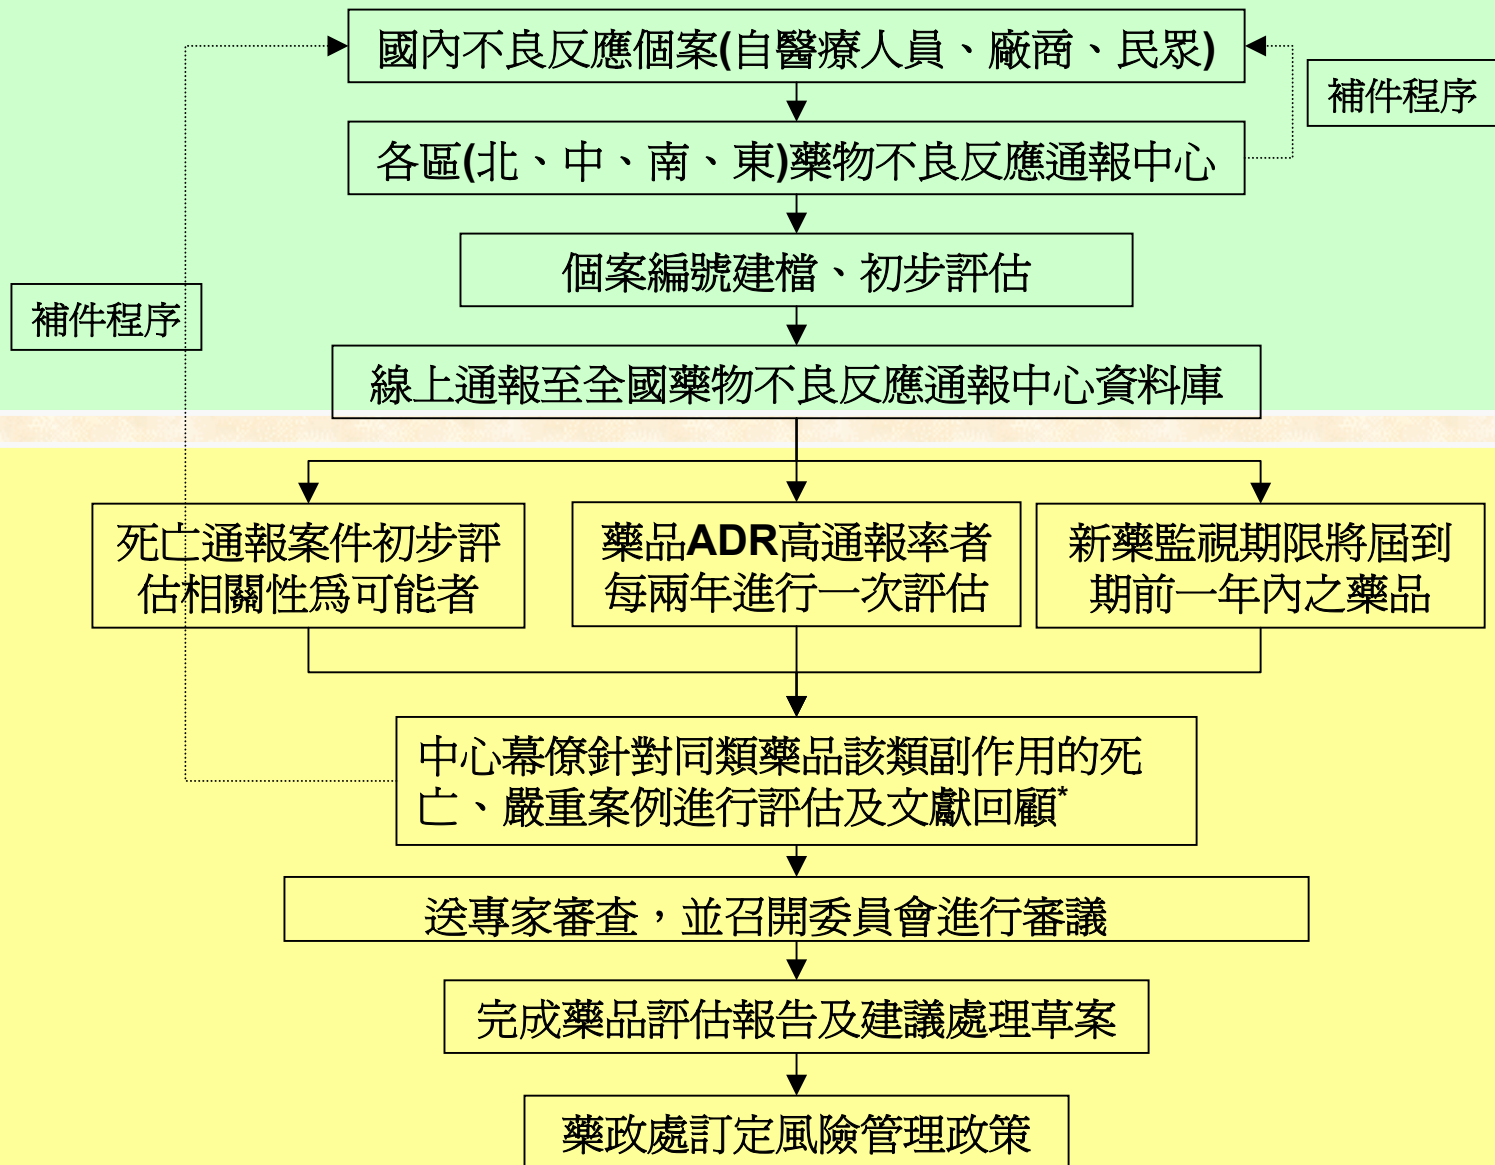 國內不良反應個案(自醫療人員、廠商、民眾)
補件程序
各區(北、中、南、東)藥物不良反應通報中心
個案編號建檔、初步評估
補件程序
線上通報至全國藥物不良反應通報中心資料庫
死亡通報案件初步評
估相關性為可能者
藥品ADR高通報率者
每兩年進行一次評估
新藥監視期限將屆到
期前一年內之藥品
中心幕僚針對同類藥品該類副作用的死
亡、嚴重案例進行評估及文獻回顧*
送專家審查，並召開委員會進行審議
完成藥品評估報告及建議處理草案
藥政處訂定風險管理政策